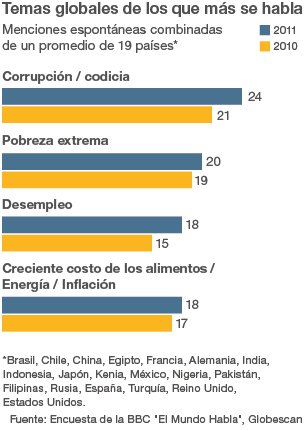 Temas globales de los que más se habla
Menciones espontáneas combinadas
de un promedio de 19 países*
2011
2010
Corrupción / codicia
24
21
Pobreza extrema
20
19
Desempleo
18
15
Creciente costo de los alimentos /
Energía / Inflación
18
17
*Brasil, Chile, China, Egipto, Francia, Alemania, India,
Indonesia, Japón, Kenia, México, Nigeria, Pakistán,
Filipinas, Rusia, España, Turquía, Reino Unido,
Estados Unidos.
Fuente: Encuesta de la BBC "El Mundo Habla", Globescan